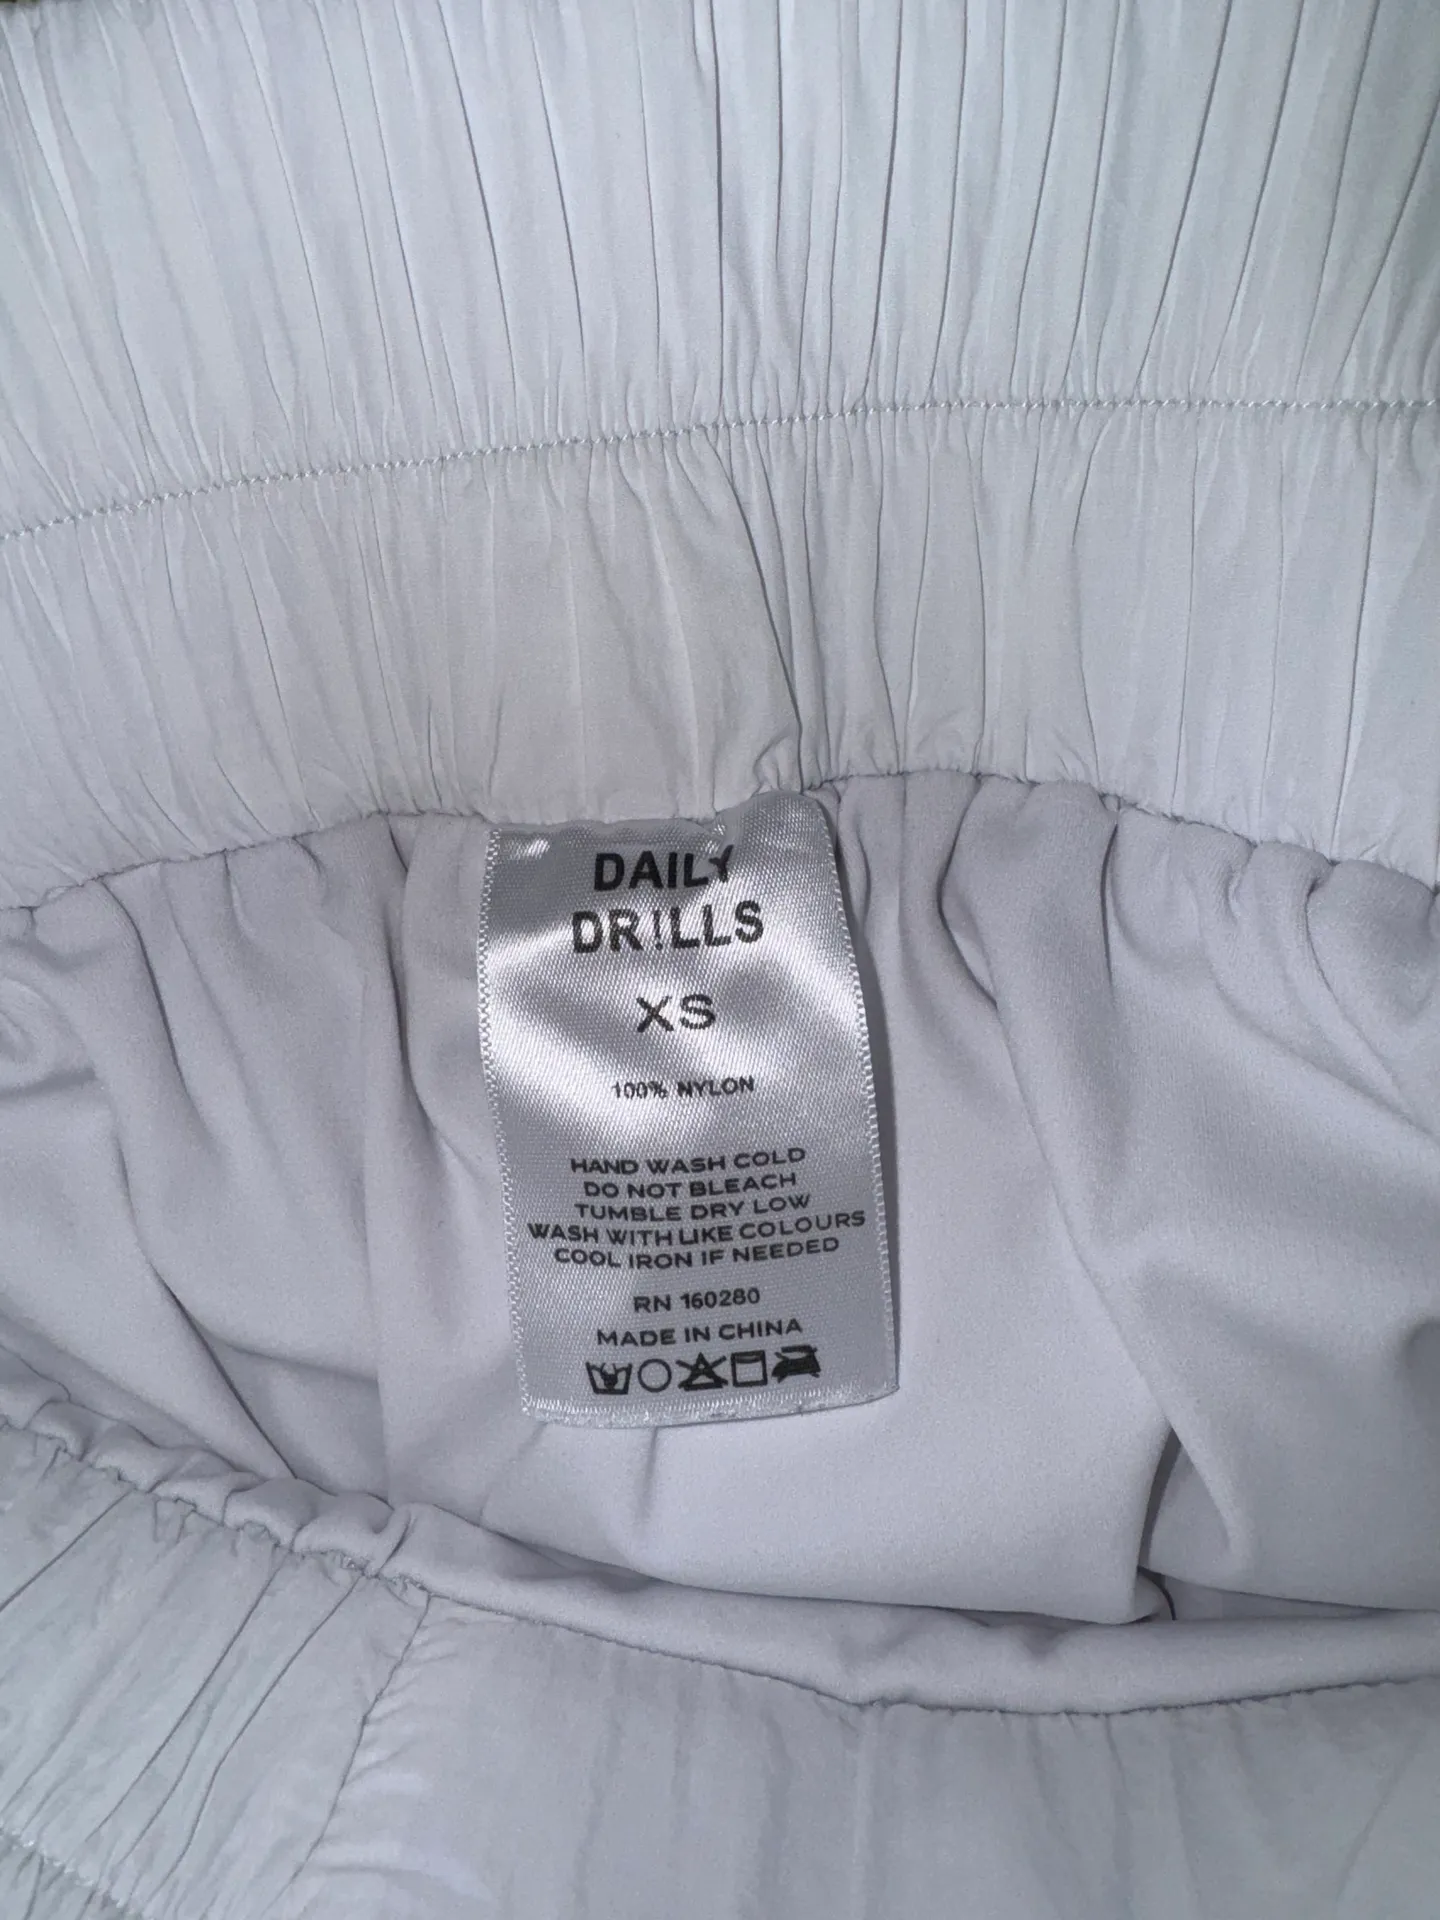 DAILY
DR!LLS
XS
100% NYLON
HAND WASH COLD
DO NOT BLEACH
TUMBLE DRY LOW
WASH WITH LIKE COLOURS
COOL IRON IF NEEDED
RN 160280
MADE IN CHINA